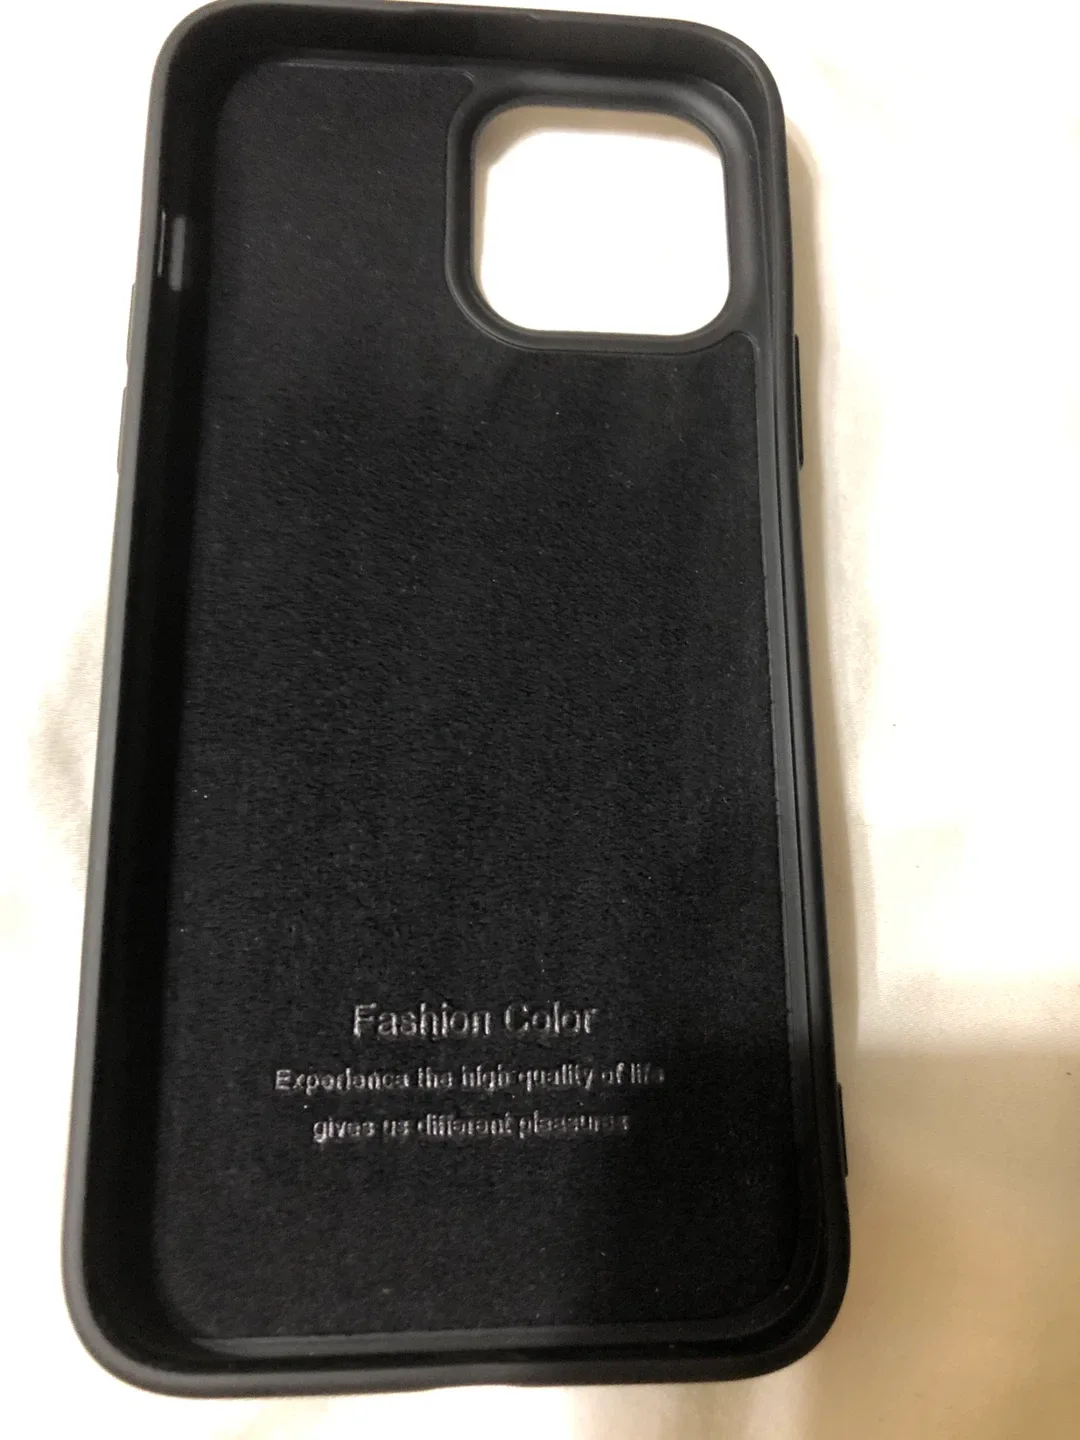 Fashion Color
Experience the high quality of life
gives us different pleasures